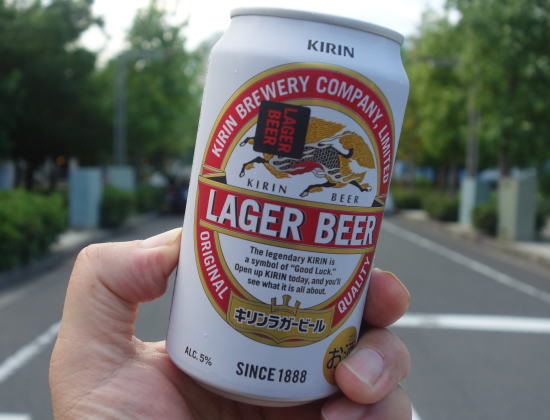 KIRIN
KIRIN BREWERY COMPANY, LIMITED
LAGER
BEER
KIRIN BEER
LAGER BEER
ORIGINAL QUALITY
The legendary KIRIN is
a symbol of "Good Luck."
Open up KIRIN today, and you'll
see what it is all about.
キリンラガービール
ALC. 5%
SINCE 1888
お酒